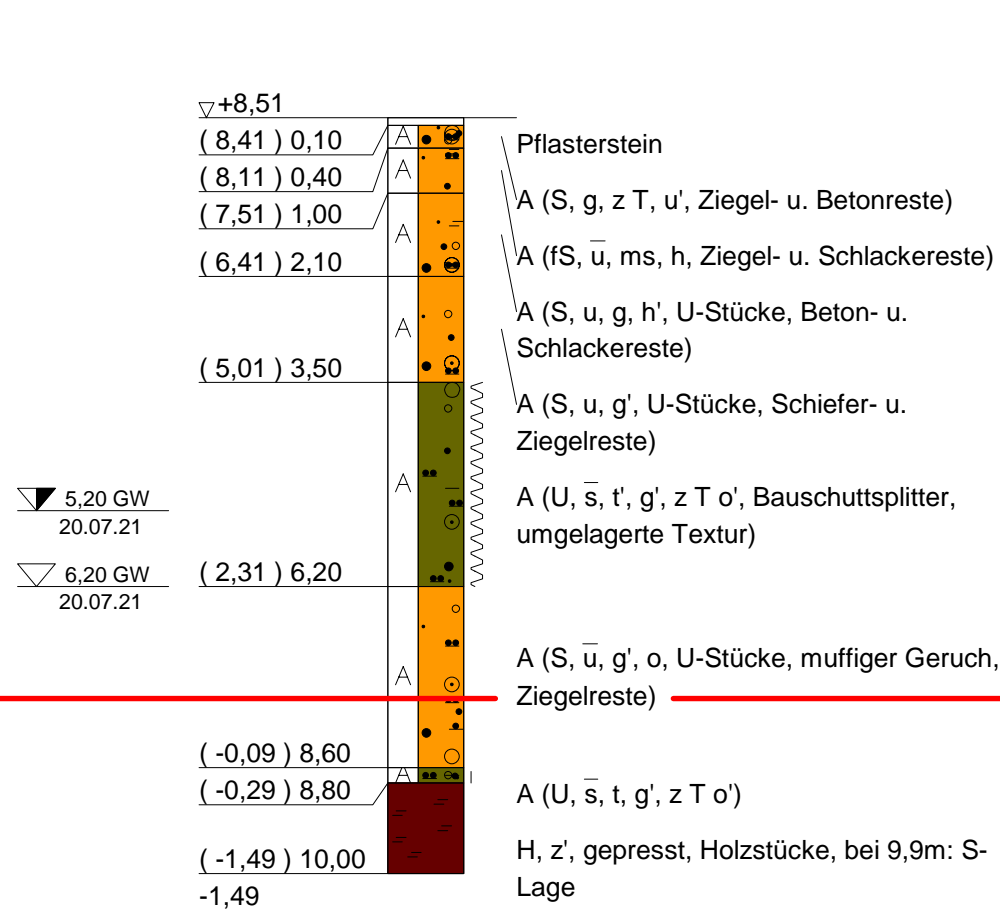 +8,51
( 8,41 ) 0,10
( 8,11 ) 0,40
( 7,51 ) 1,00
( 6,41 ) 2,10
( 5,01 ) 3,50
( 2,31 ) 6,20
( -0,09 ) 8,60
( -0,29 ) 8,80
( -1,49 ) 10,00
-1,49
5,20 GW
20.07.21
6,20 GW
20.07.21
A
A
A
A
A
A
A
Pflasterstein
A (S, g, z T, u', Ziegel- u. Betonreste)
A (fS, u̅, ms, h, Ziegel- u. Schlackereste)
A (S, u, g, h', U-Stücke, Beton- u.
Schlackereste)
A (S, u, g', U-Stücke, Schiefer- u.
Ziegelreste)
A (U, s̅, t', g', z T o', Bauschuttsplitter,
umgelagerte Textur)
A (S, u̅, g', o, U-Stücke, muffiger Geruch,
Ziegelreste)
A (U, s̅, t, g', z T o')
H, z', gepresst, Holzstücke, bei 9,9m: S-
Lage